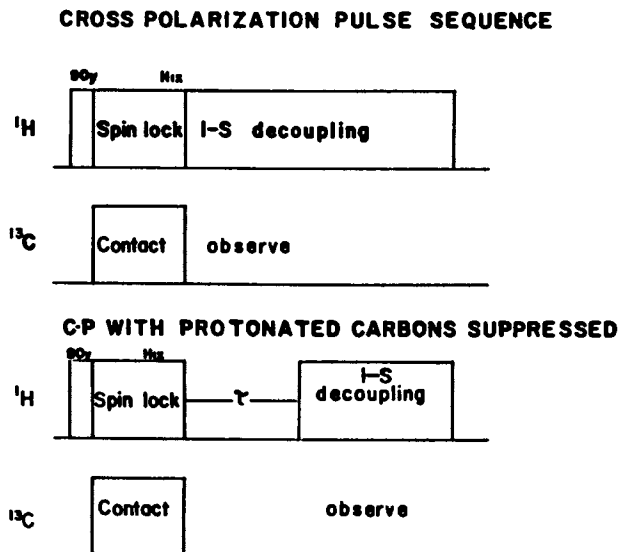 CROSS POLARIZATION PULSE SEQUENCE
90y H1x
¹H Spin lock I-S decoupling
¹³C Contact observe
C-P WITH PROTONATED CARBONS SUPPRESSED
90y H1x
¹H Spin lock τ I-S
decoupling
¹³C Contact observe